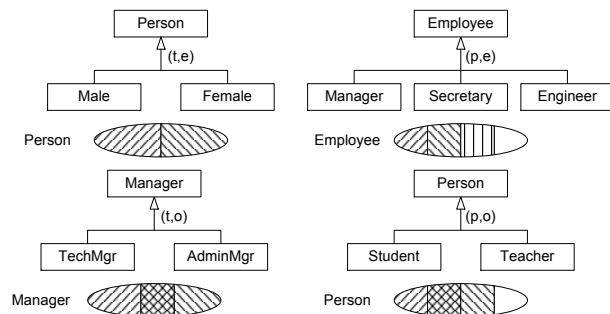 Person Employee
(t,e) (p,e)
Male Female Manager Secretary Engineer
Person Employee
Manager Person
(t,o) (p,o)
TechMgr AdminMgr Student Teacher
Manager Person